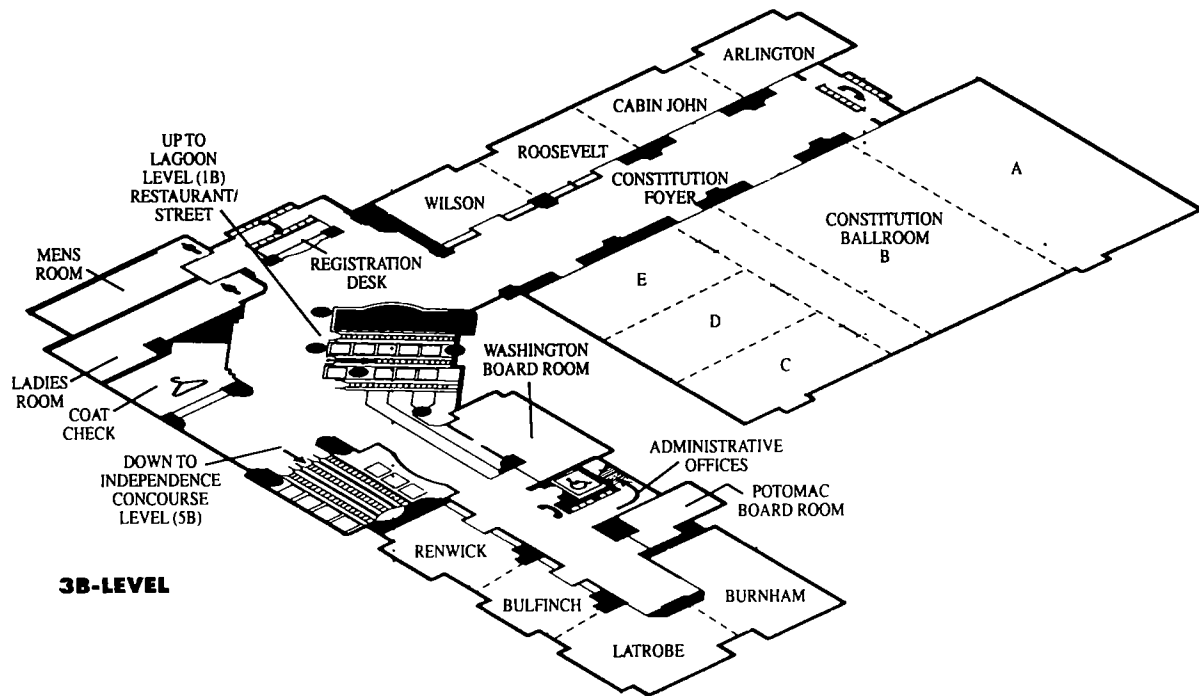 ARLINGTON
CABIN JOHN
ROOSEVELT
WILSON
CONSTITUTION
FOYER
A
CONSTITUTION
BALLROOM
B
E
D
C
UP TO
LAGOON
LEVEL (1B)
RESTAURANT/
STREET
MENS
ROOM
REGISTRATION
DESK
LADIES
ROOM
COAT
CHECK
WASHINGTON
BOARD ROOM
DOWN TO
INDEPENDENCE
CONCOURSE
LEVEL (5B)
ADMINISTRATIVE
OFFICES
POTOMAC
BOARD ROOM
RENWICK
BULFINCH
BURNHAM
LATROBE
3B-LEVEL